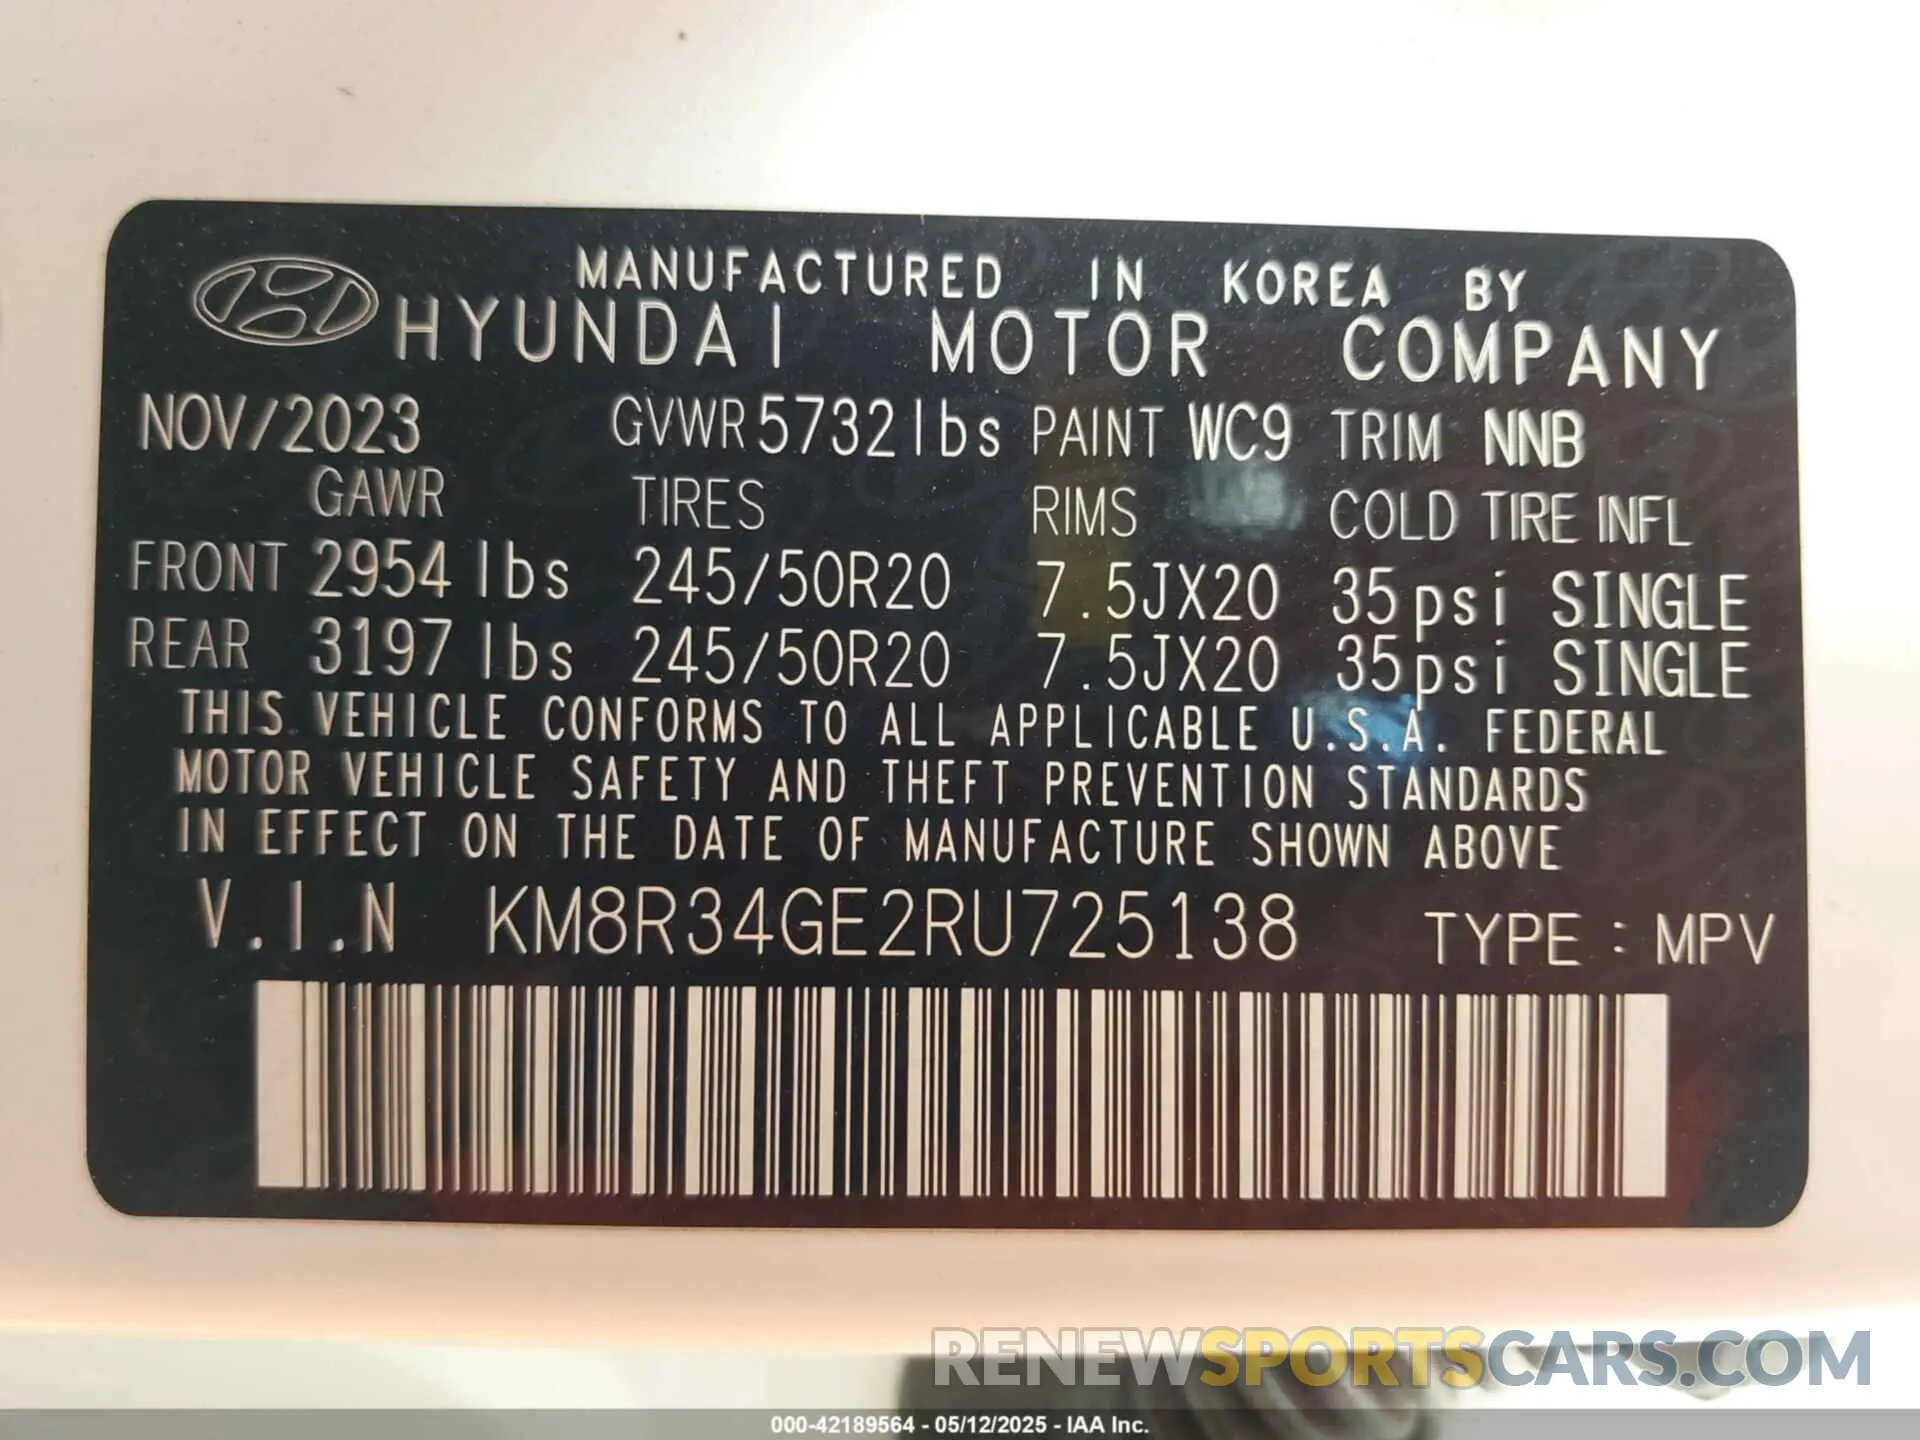 MANUFACTURED IN KOREA BY
HYUNDAI MOTOR COMPANY
NOV/2023 GVWR 5732 lbs PAINT WC9 TRIM NNB
GAWR TIRES RIMS COLD TIRE INFL
FRONT 2954 lbs 245/50R20 7.5JX20 35psi SINGLE
REAR 3197 lbs 245/50R20 7.5JX20 35psi SINGLE
THIS VEHICLE CONFORMS TO ALL APPLICABLE U.S.A. FEDERAL
MOTOR VEHICLE SAFETY AND THEFT PREVENTION STANDARDS
IN EFFECT ON THE DATE OF MANUFACTURE SHOWN ABOVE
V.I.N KM8R34GE2RU725138 TYPE : MPV
RENEWSPORTSCARS.COM
000-42189564 - 05/12/2025 - IAA Inc.